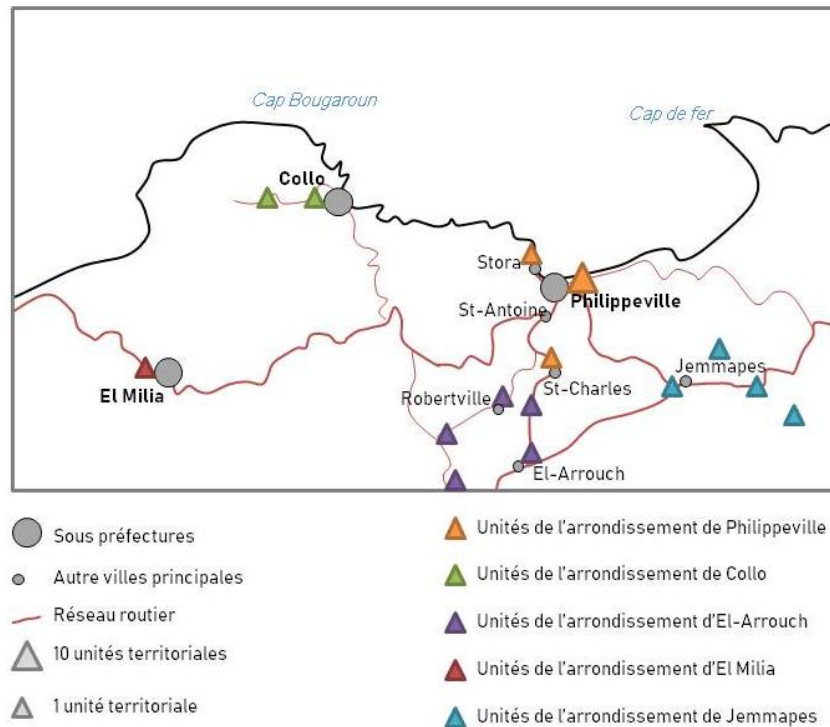 Cap Bougaroun
Cap de fer
Collo
Stora
Philippeville
St-Antoine
Jemmapes
El Milia
Robertville
St-Charles
El-Arrouch
Sous préfectures
Autre villes principales
Réseau routier
10 unités territoriales
1 unité territoriale
Unités de l'arrondissement de Philippeville
Unités de l'arrondissement de Collo
Unités de l'arrondissement d'El-Arrouch
Unités de l'arrondissement d'El Milia
Unités de l'arrondissement de Jemmapes